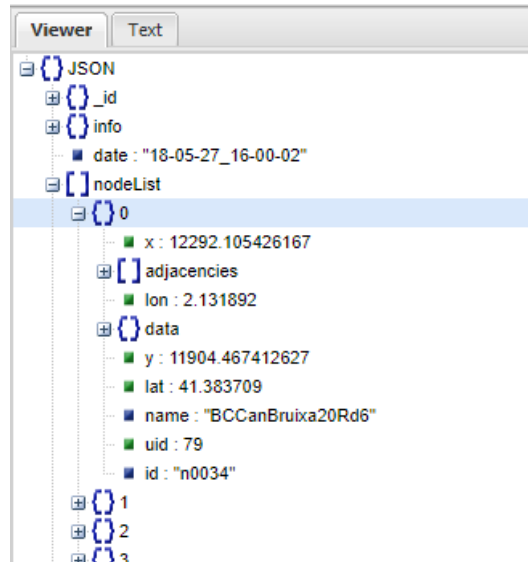 Viewer Text
{} JSON
{} _id
{} info
date : "18-05-27_16-00-02"
[ ] nodeList
{} 0
x : 12292.105426167
[ ] adjacencies
lon : 2.131892
{} data
y : 11904.467412627
lat : 41.383709
name : "BCCanBruixa20Rd6"
uid : 79
id : "n0034"
{} 1
{} 2
{} 3